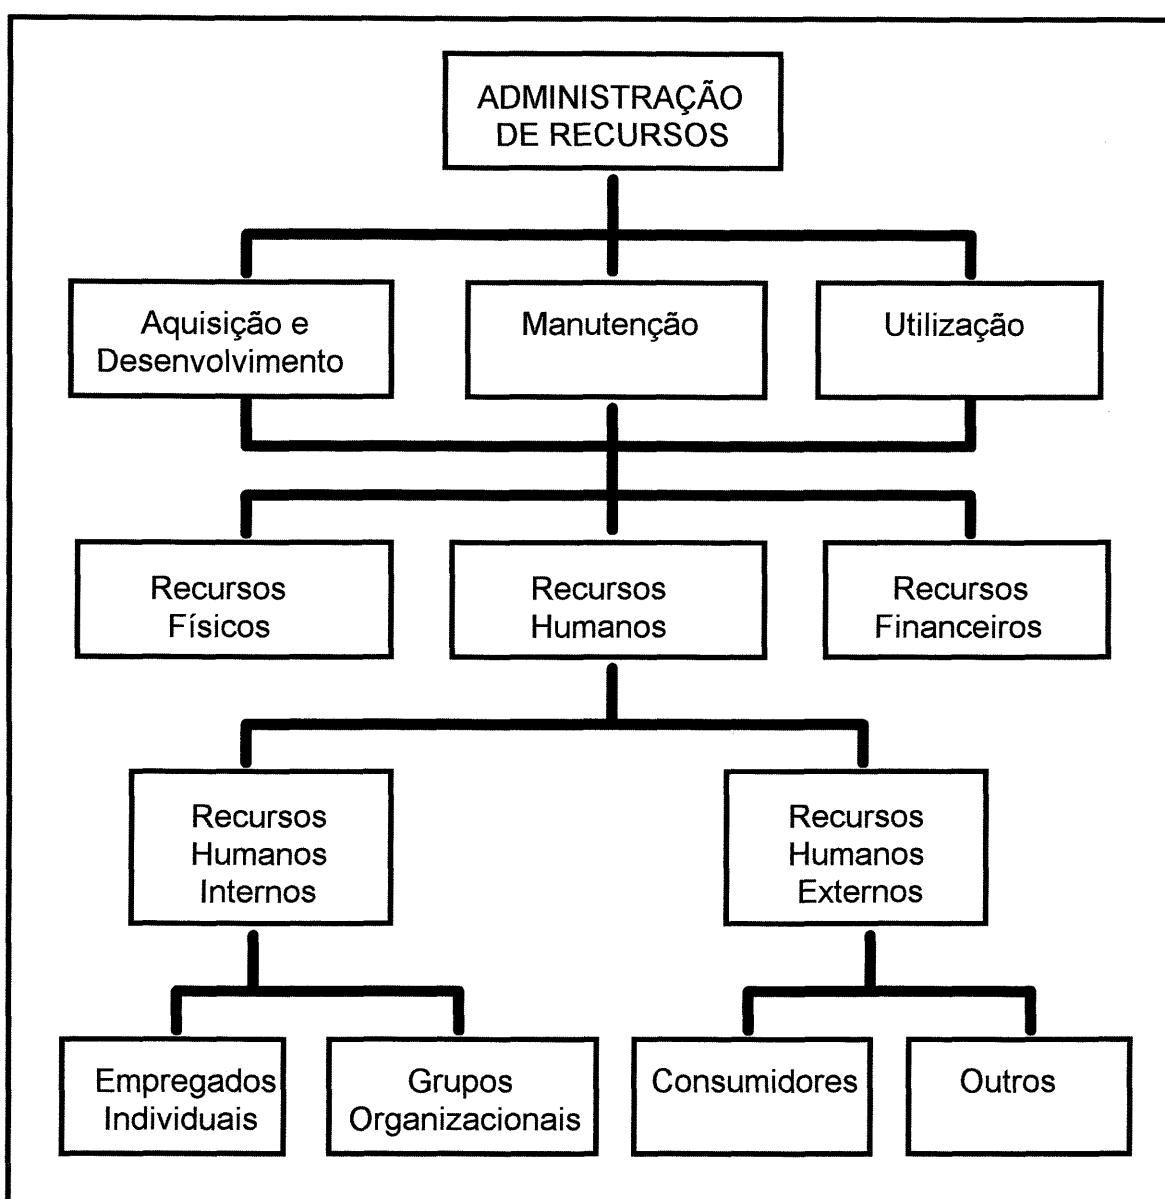 ADMINISTRAÇÃO
DE RECURSOS
Aquisição e
Desenvolvimento
Manutenção
Utilização
Recursos
Físicos
Recursos
Humanos
Recursos
Financeiros
Recursos
Humanos
Internos
Recursos
Humanos
Externos
Empregados
Individuais
Grupos
Organizacionais
Consumidores
Outros